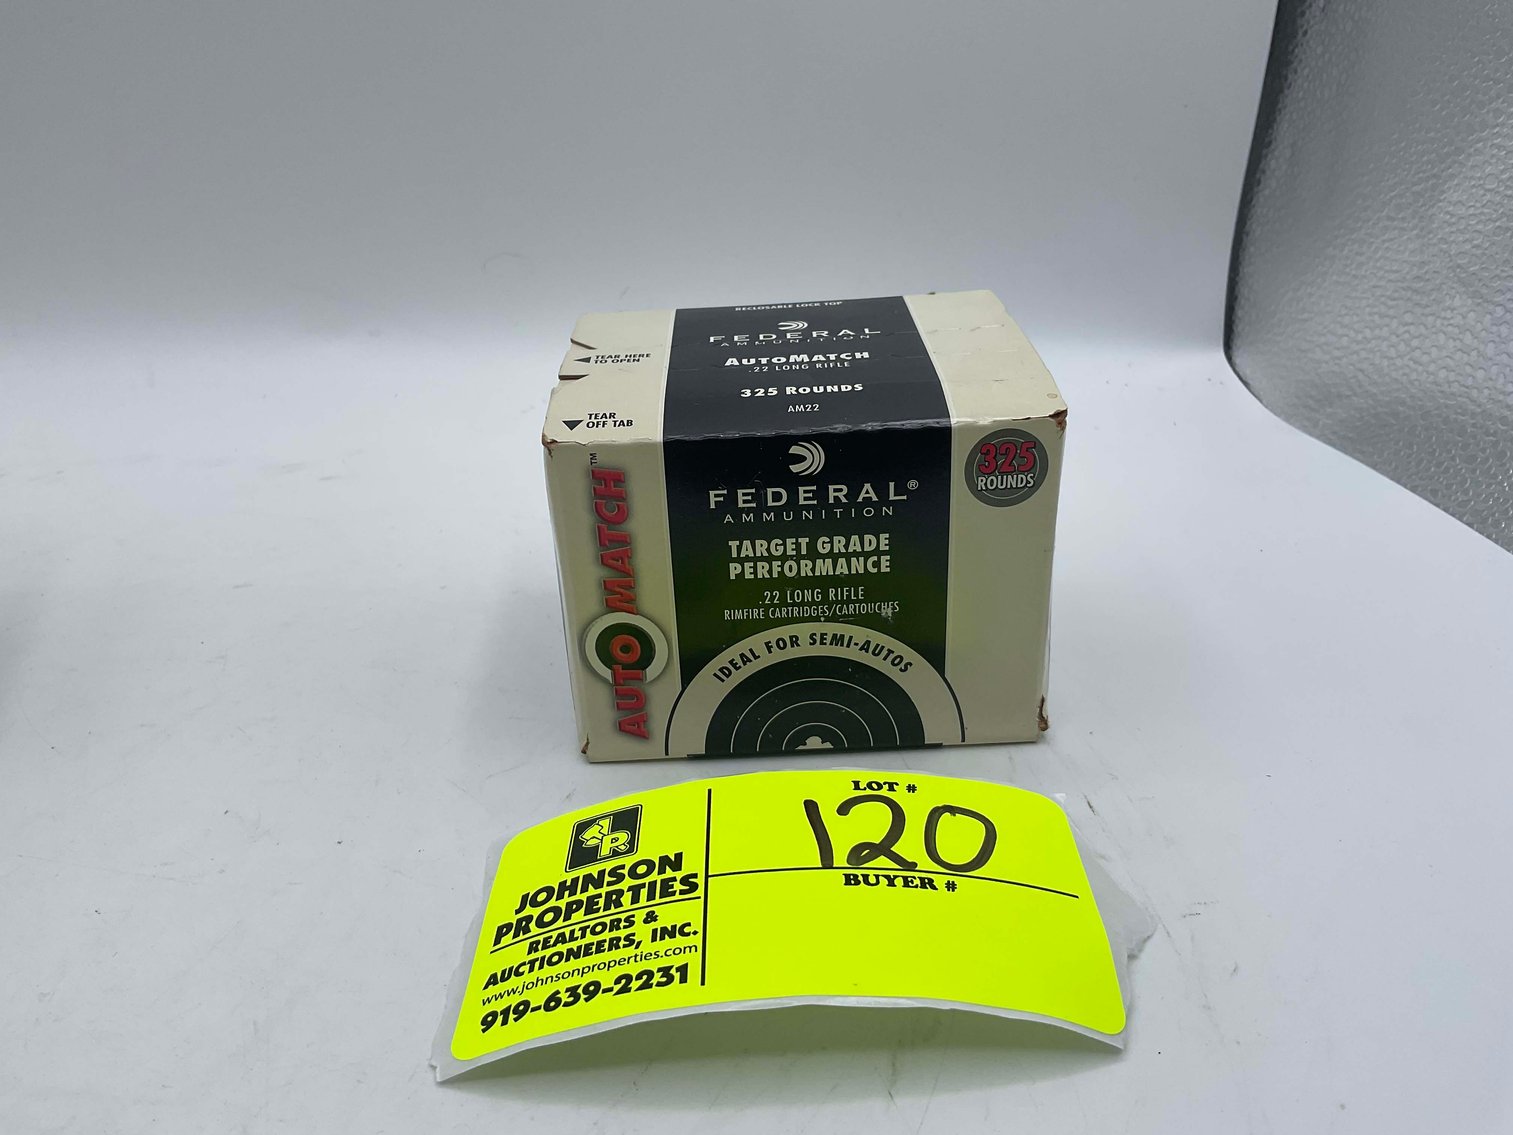 RECLOSABLE LOCK TOP
FEDERAL
AMMUNITION
AUTOMATCH
.22 LONG RIFLE
325 ROUNDS
AM22
TEAR HERE
TO OPEN
TEAR
OFF TAB
AUTOMATCH™
325
ROUNDS
FEDERAL®
AMMUNITION
TARGET GRADE
PERFORMANCE
.22 LONG RIFLE
RIMFIRE CARTRIDGES/CARTOUCHES
IDEAL FOR SEMI-AUTOS
JP
JOHNSON
PROPERTIES
REALTORS &
AUCTIONEERS, INC.
www.johnsonproperties.com
919-639-2231
LOT #
120
BUYER #